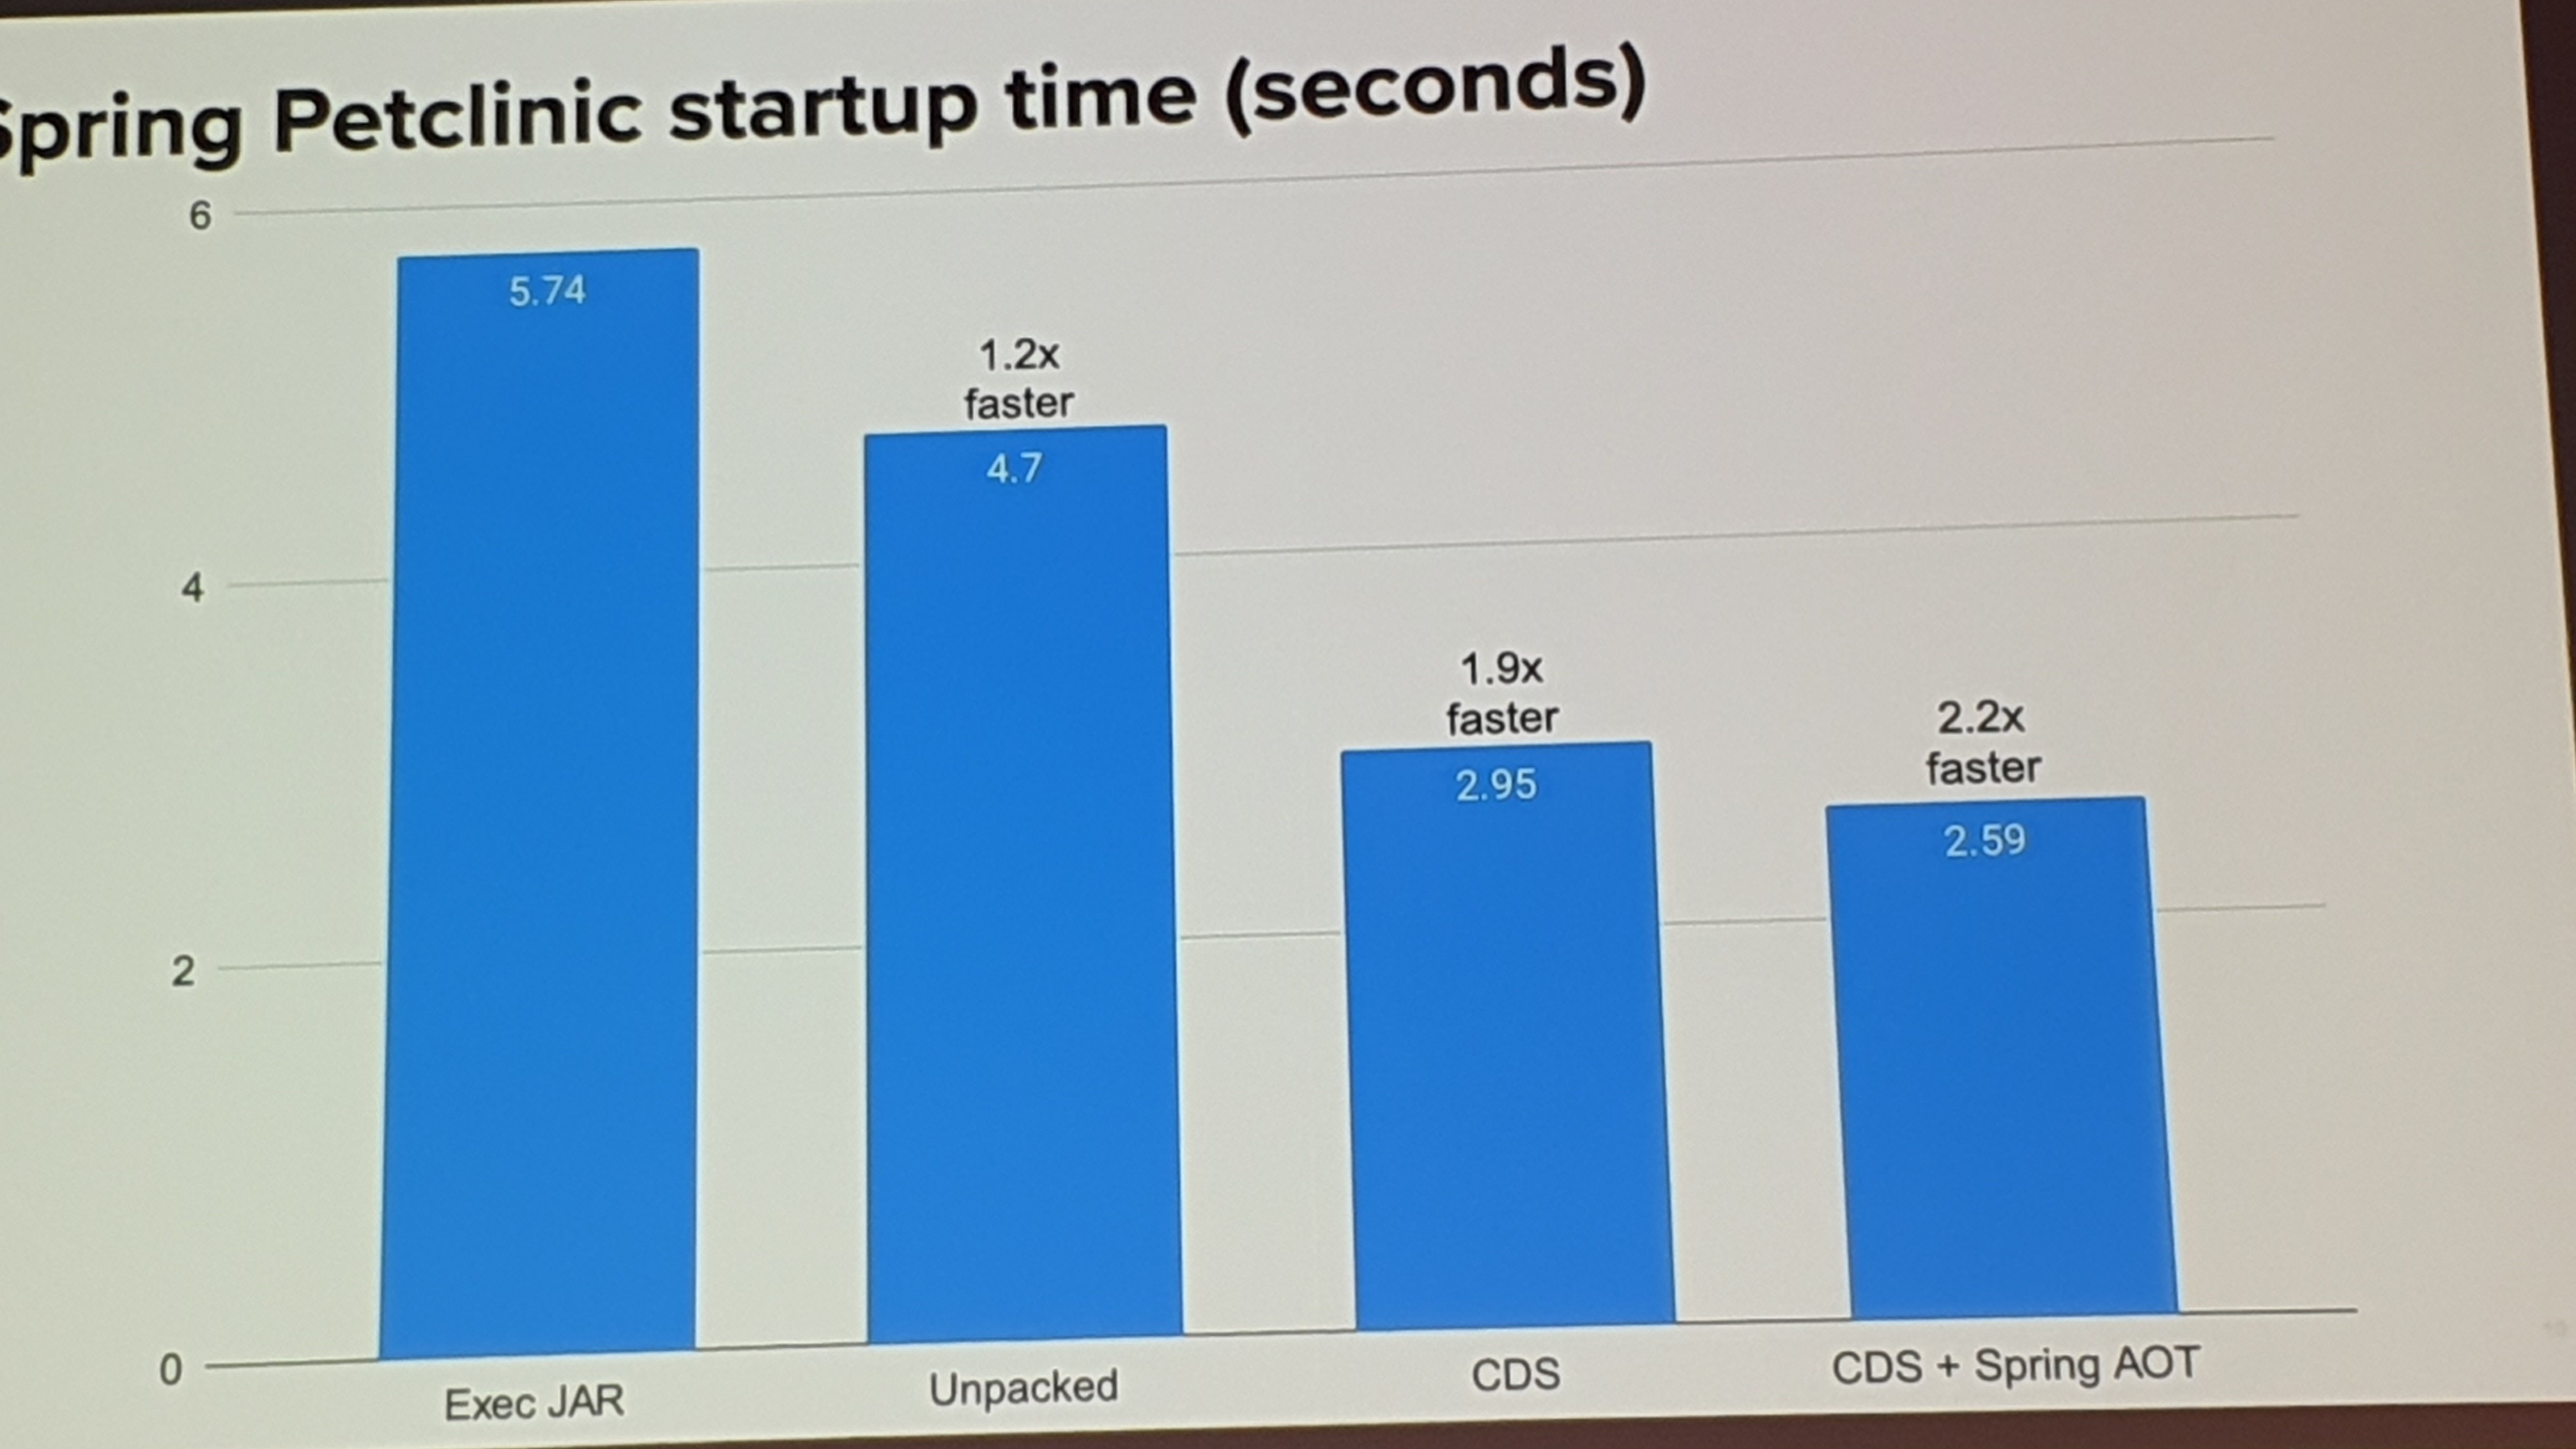 Spring Petclinic startup time (seconds)
6
5.74
1.2x
faster
4.7
4
1.9x
faster
2.95
2.2x
faster
2.59
2
0
Exec JAR
Unpacked
CDS
CDS + Spring AOT